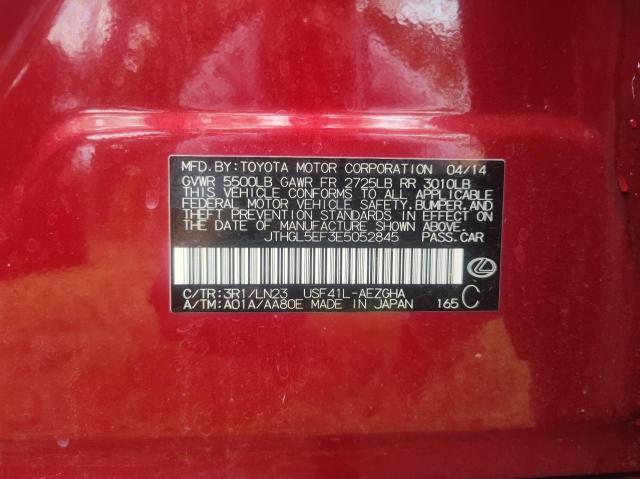 MFD. BY: TOYOTA MOTOR CORPORATION 04/14
GVWR 5500LB GAWR FR 2725LB RR 3010LB
THIS VEHICLE CONFORMS TO ALL APPLICABLE
FEDERAL MOTOR VEHICLE SAFETY, BUMPER, AND
THEFT PREVENTION STANDARDS IN EFFECT ON
THE DATE OF MANUFACTURE SHOWN ABOVE.
JTHGL5EF3E5052845 PASS. CAR
C/TR: 3R1/LN23 USF41L-AEZGHA
A/TM: A01A/AA80E MADE IN JAPAN 165 C